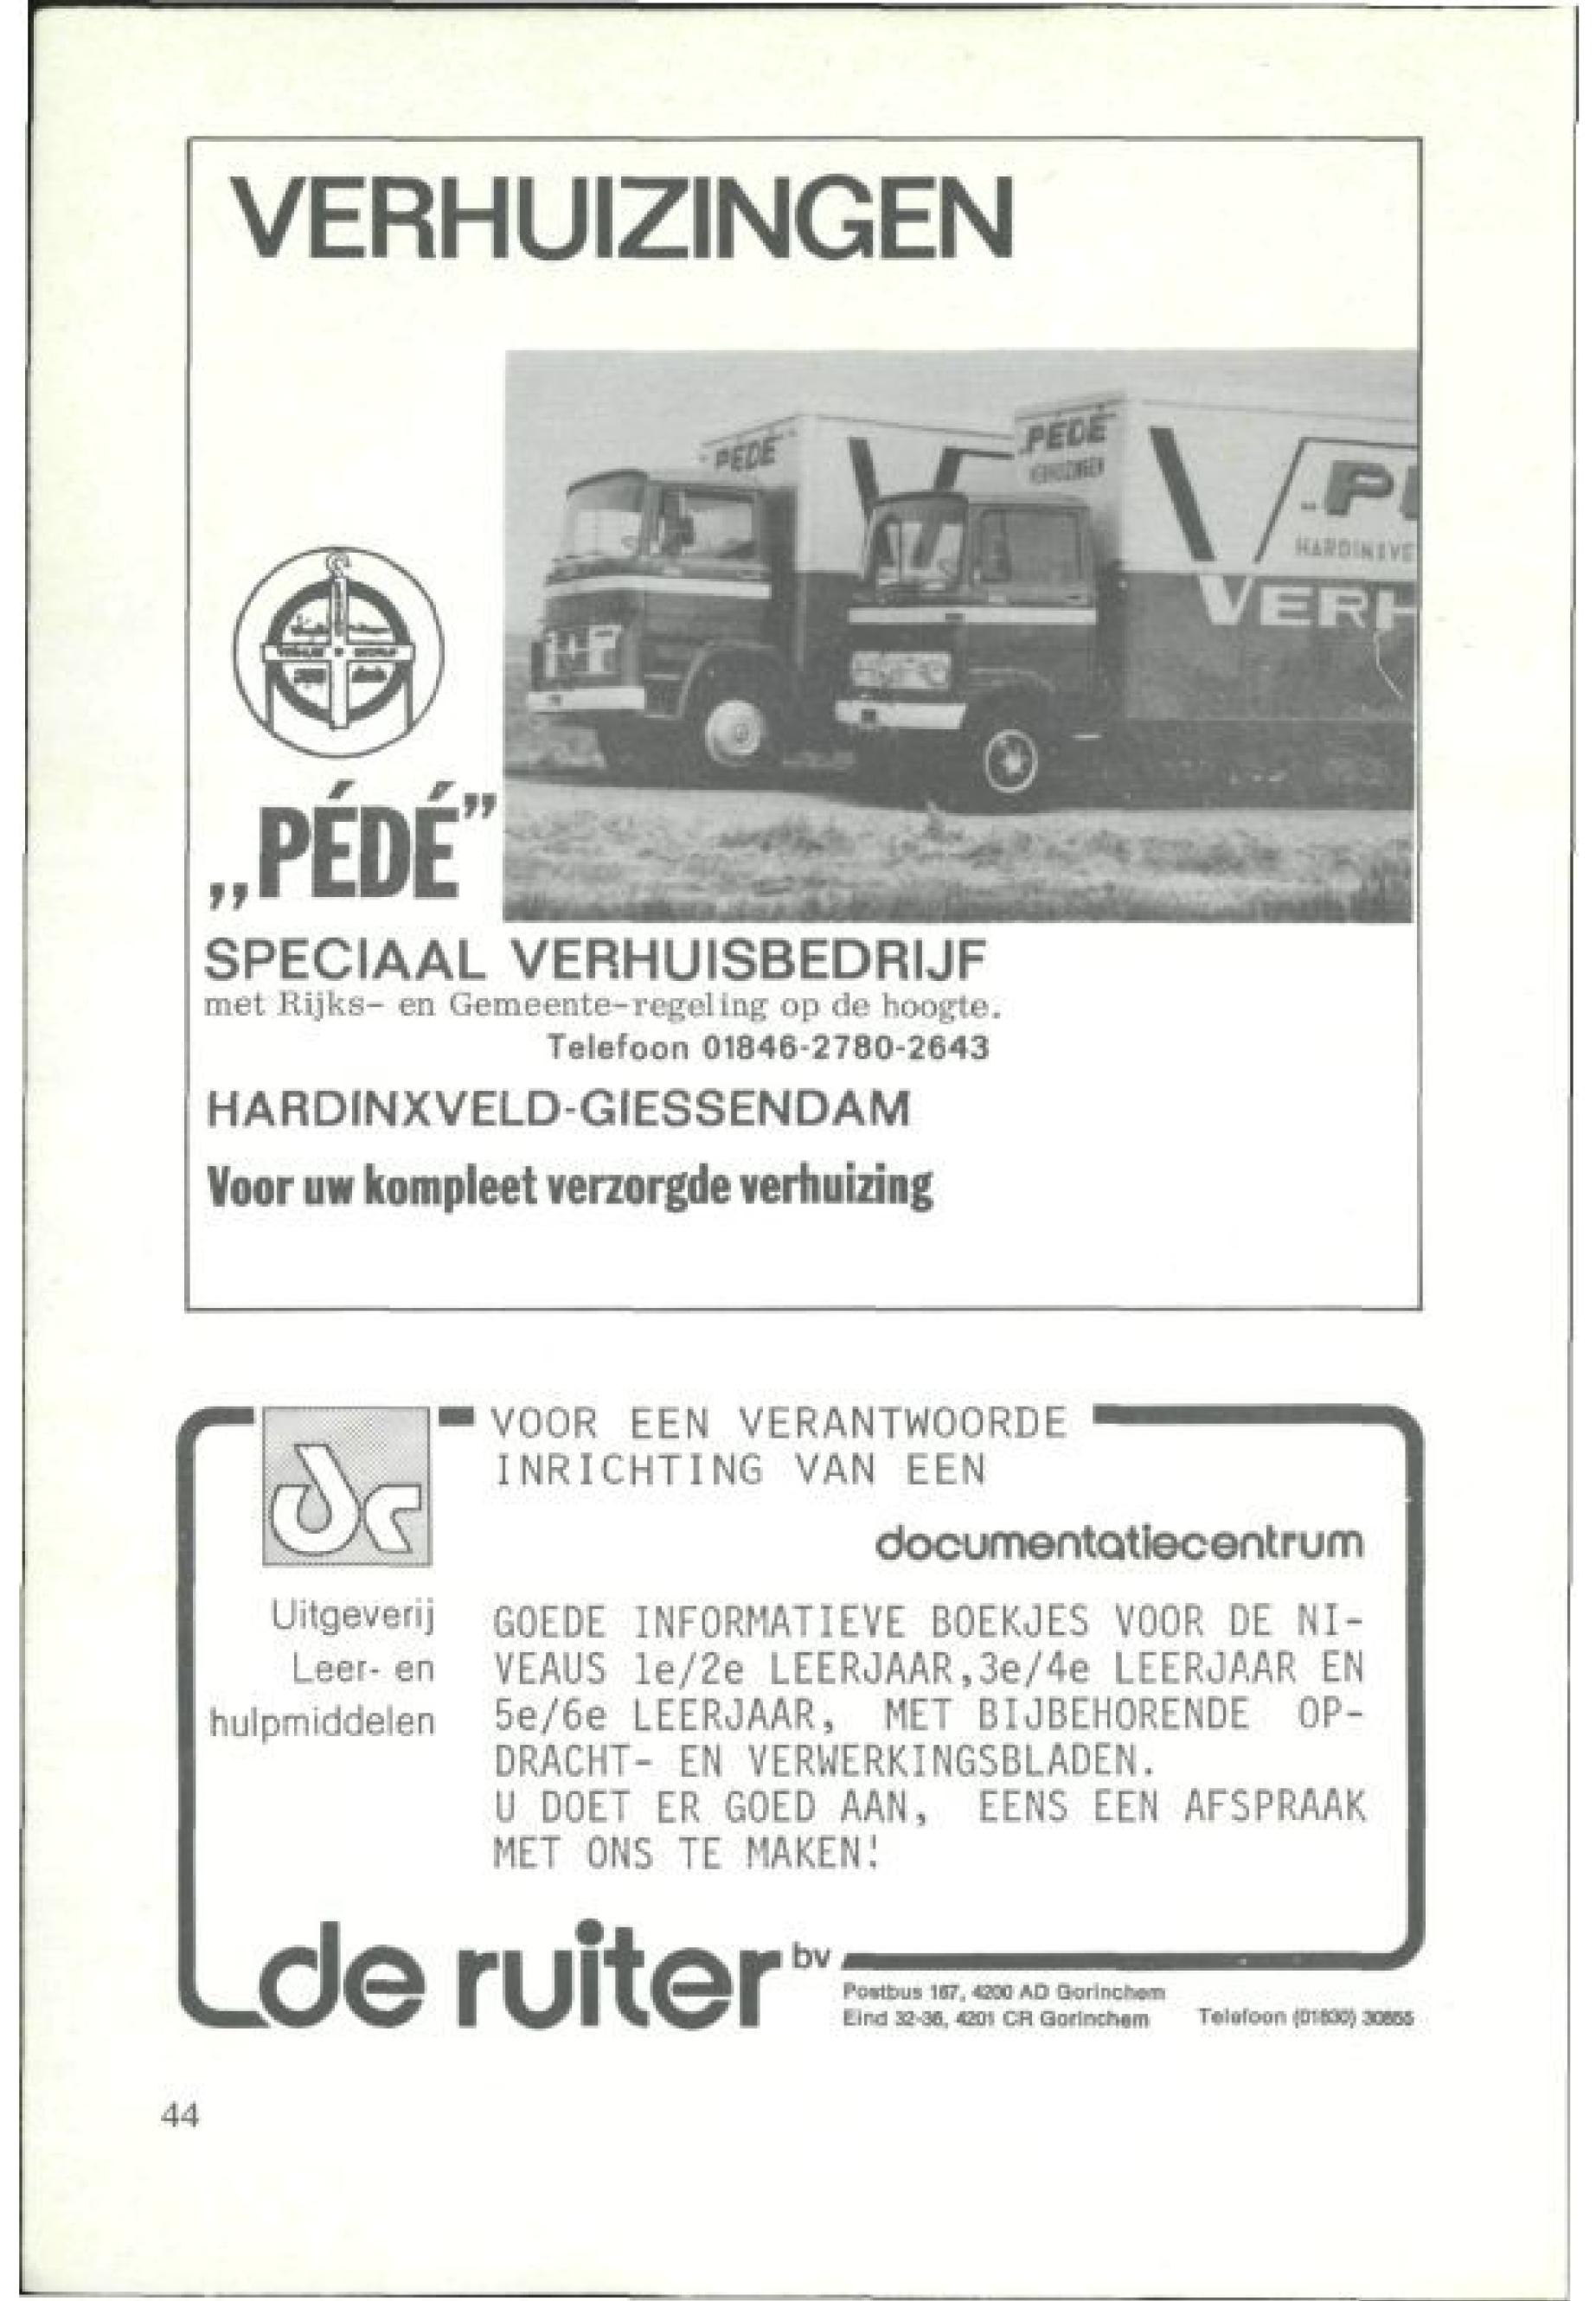 VERHUIZINGEN
PÉDÉ
„PÉDÉ
VERHUIZINGEN
„P
HARDINXVE
VERH
„PÉDÉ”
SPECIAAL VERHUISBEDRIJF
met Rijks- en Gemeente-regeling op de hoogte.
Telefoon 01846-2780-2643
HARDINXVELD-GIESSENDAM
Voor uw kompleet verzorgde verhuizing
dr
VOOR EEN VERANTWOORDE
INRICHTING VAN EEN
documentatiecentrum
Uitgeverij
Leer- en
hulpmiddelen
GOEDE INFORMATIEVE BOEKJES VOOR DE NI-
VEAUS 1e/2e LEERJAAR,3e/4e LEERJAAR EN
5e/6e LEERJAAR, MET BIJBEHORENDE OP-
DRACHT- EN VERWERKINGSBLADEN.
U DOET ER GOED AAN, EENS EEN AFSPRAAK
MET ONS TE MAKEN!
de ruiter bv
Postbus 167, 4200 AD Gorinchem
Eind 32-36, 4201 CR Gorinchem Telefoon (01830) 30855
44